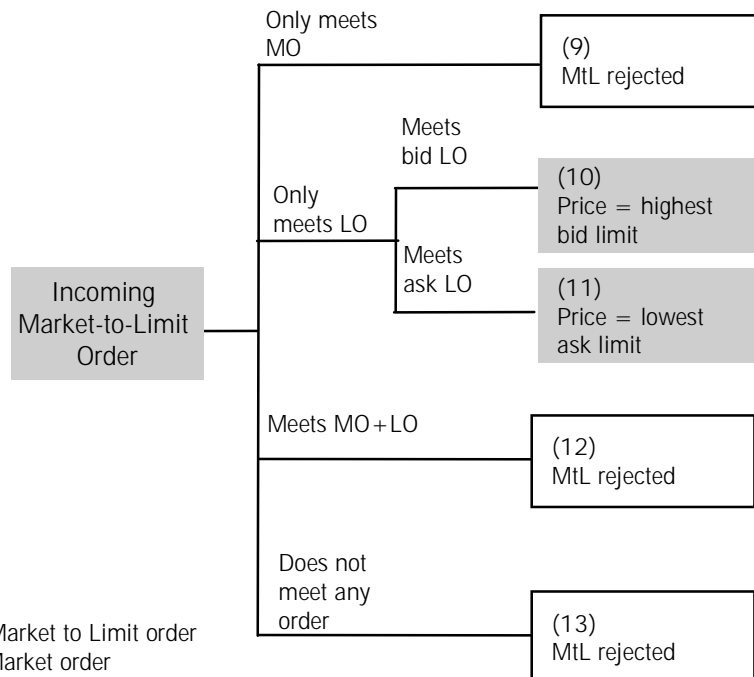 Only meets
MO
(9)
MtL rejected
Meets
bid LO
(10)
Price = highest
bid limit
Only
meets LO
Meets
ask LO
(11)
Price = lowest
ask limit
Incoming
Market-to-Limit
Order
Meets MO+LO
(12)
MtL rejected
Does not
meet any
order
(13)
MtL rejected
Market to Limit order
Market order